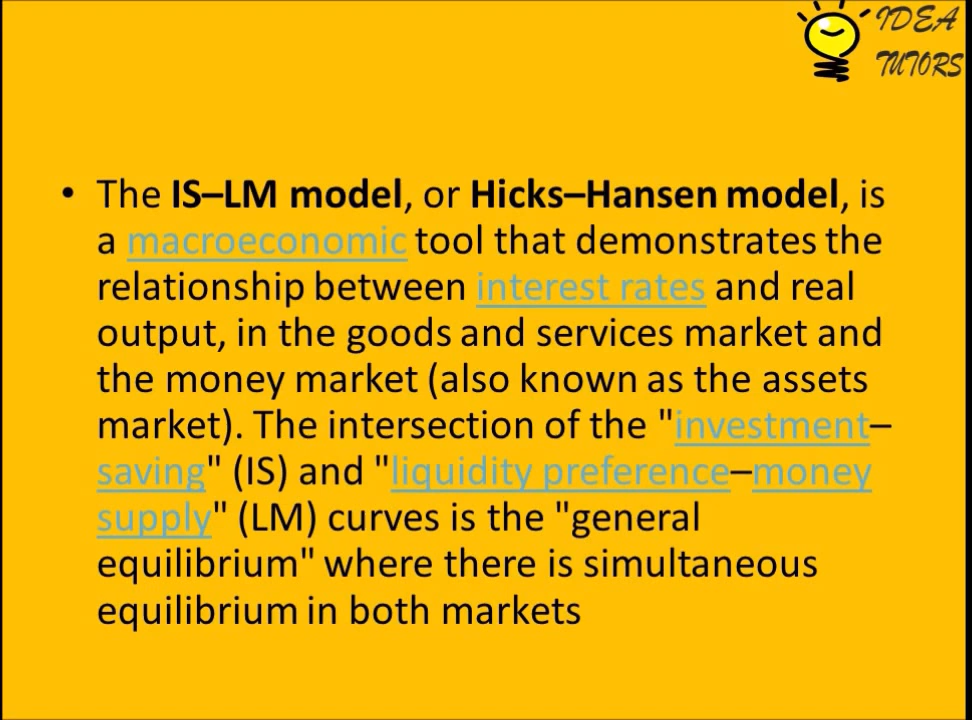 IDEA
TUTORS
• The IS–LM model, or Hicks–Hansen model, is
a macroeconomic tool that demonstrates the
relationship between interest rates and real
output, in the goods and services market and
the money market (also known as the assets
market). The intersection of the "investment–
saving" (IS) and "liquidity preference–money
supply" (LM) curves is the "general
equilibrium" where there is simultaneous
equilibrium in both markets